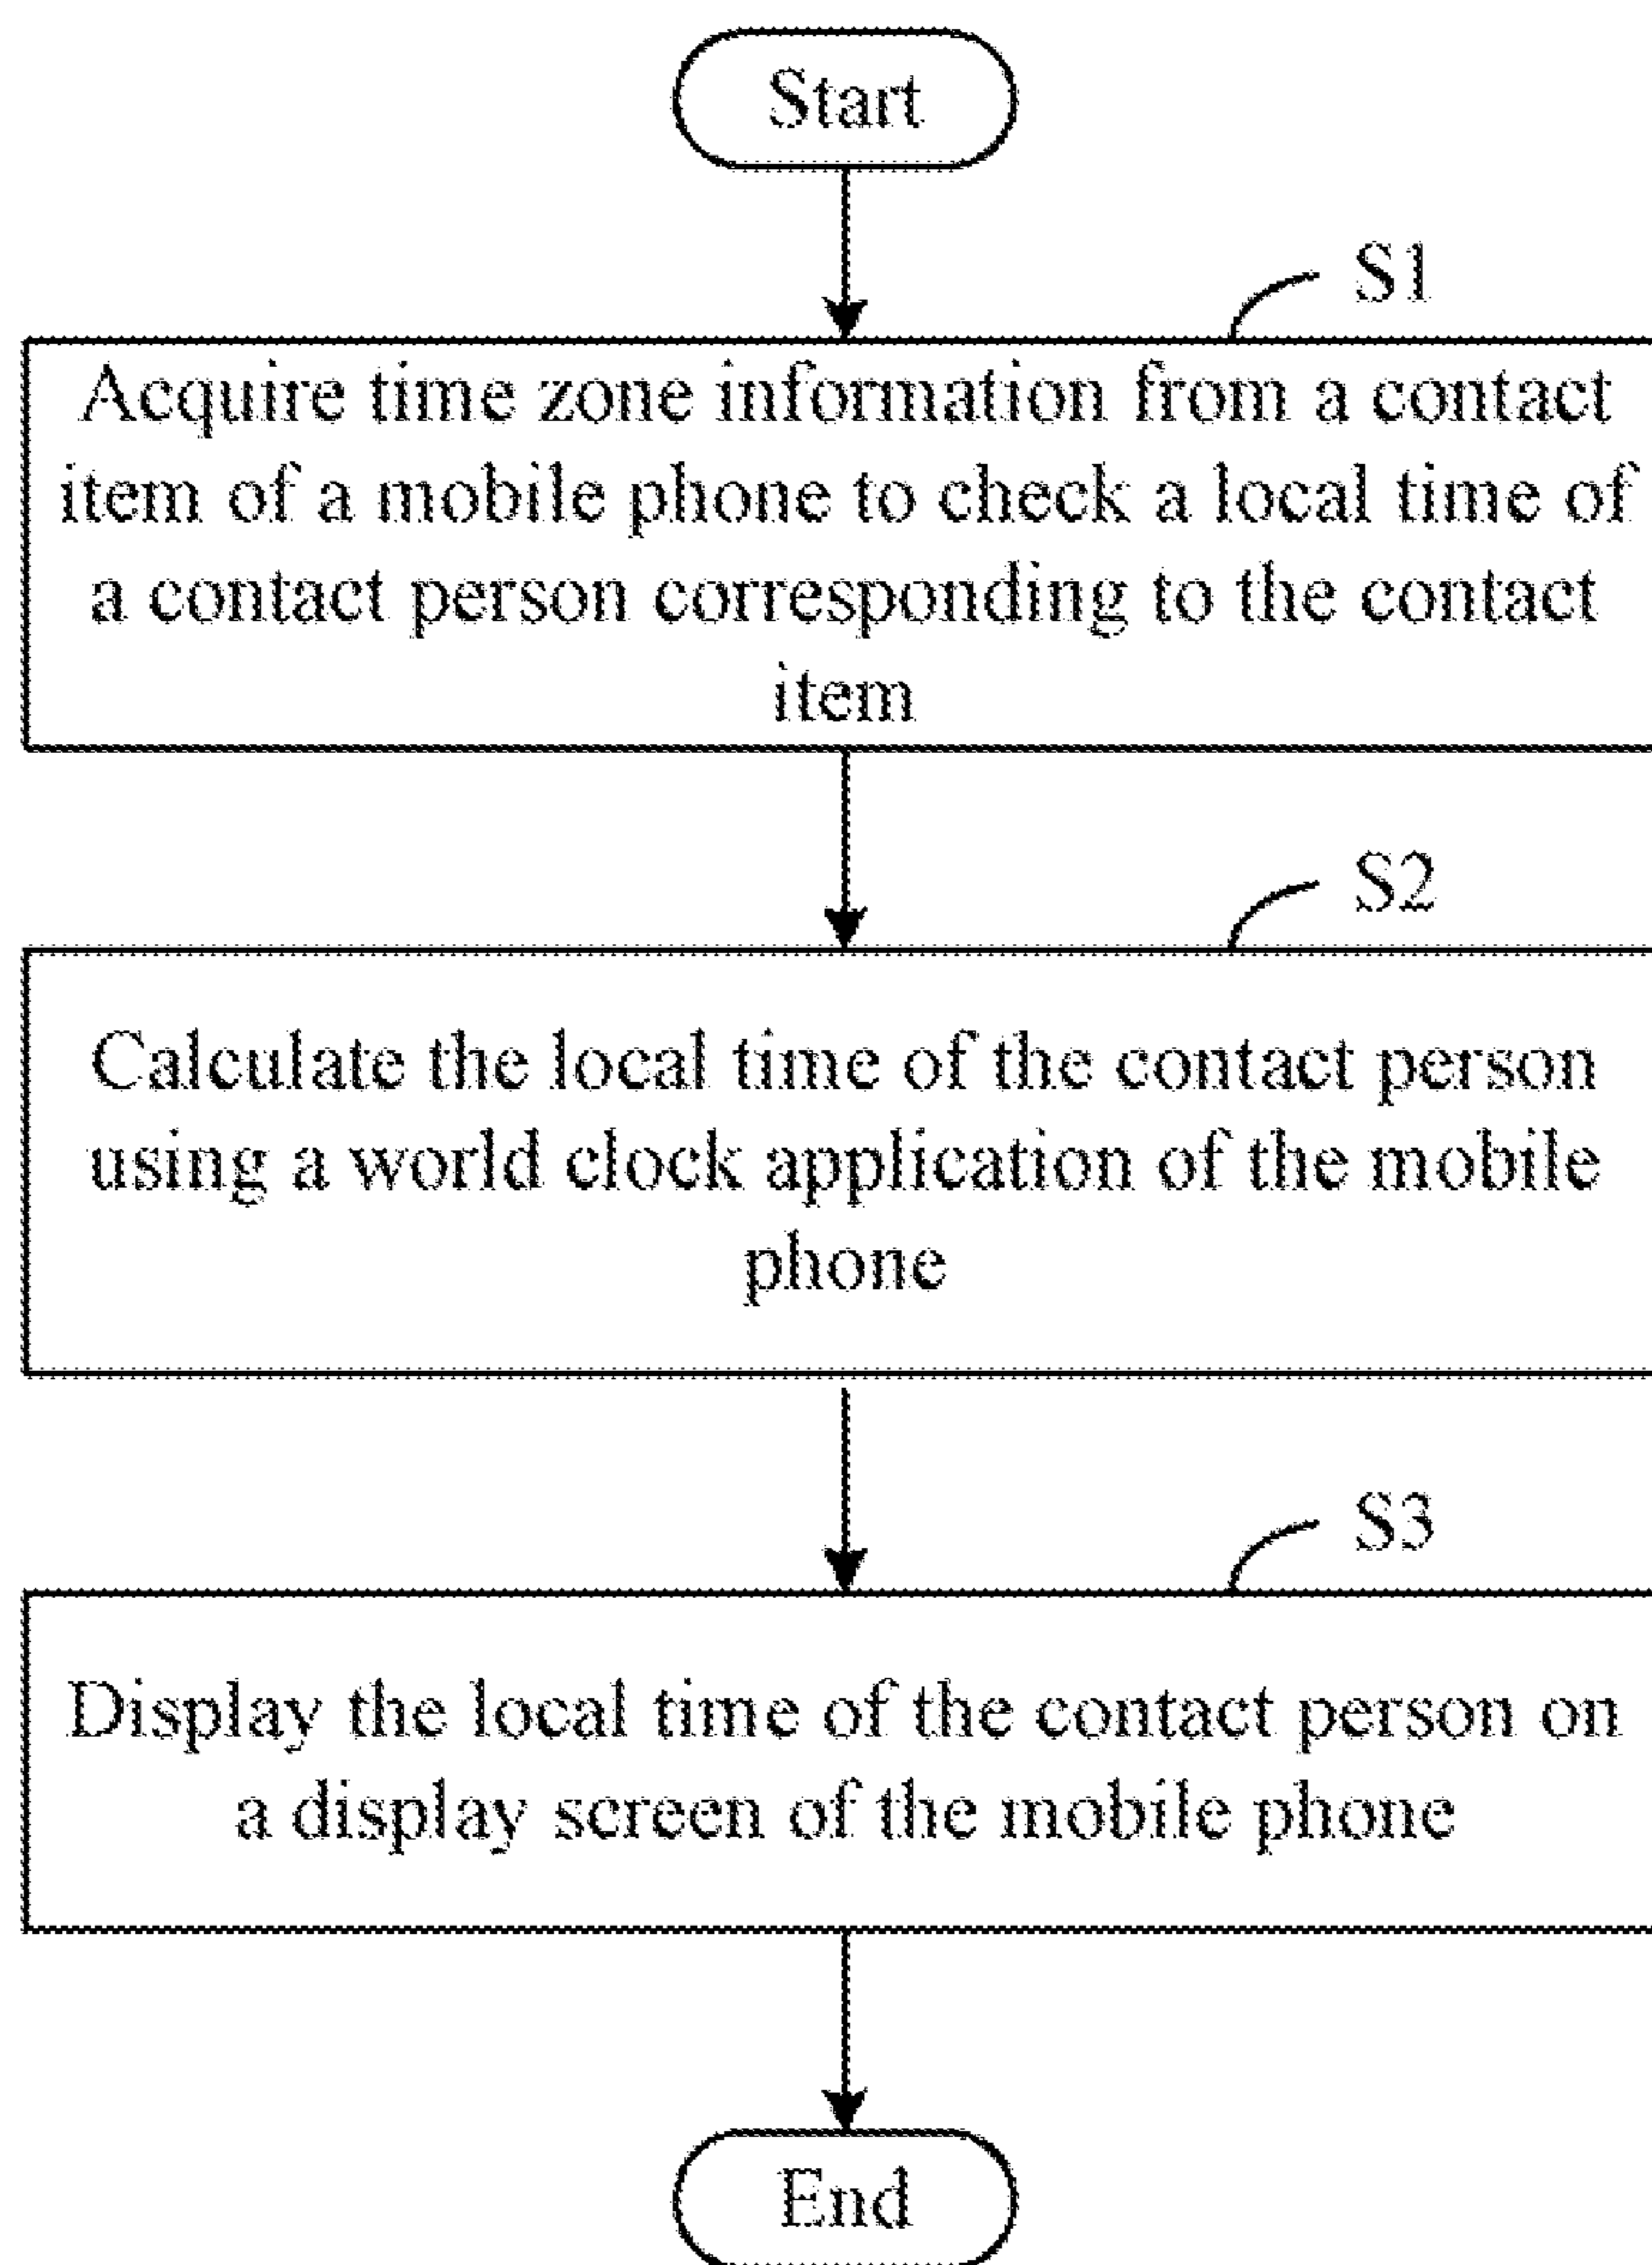 Start
S1
Acquire time zone information from a contact
item of a mobile phone to check a local time of
a contact person corresponding to the contact
item
S2
Calculate the local time of the contact person
using a world clock application of the mobile
phone
S3
Display the local time of the contact person on
a display screen of the mobile phone
End